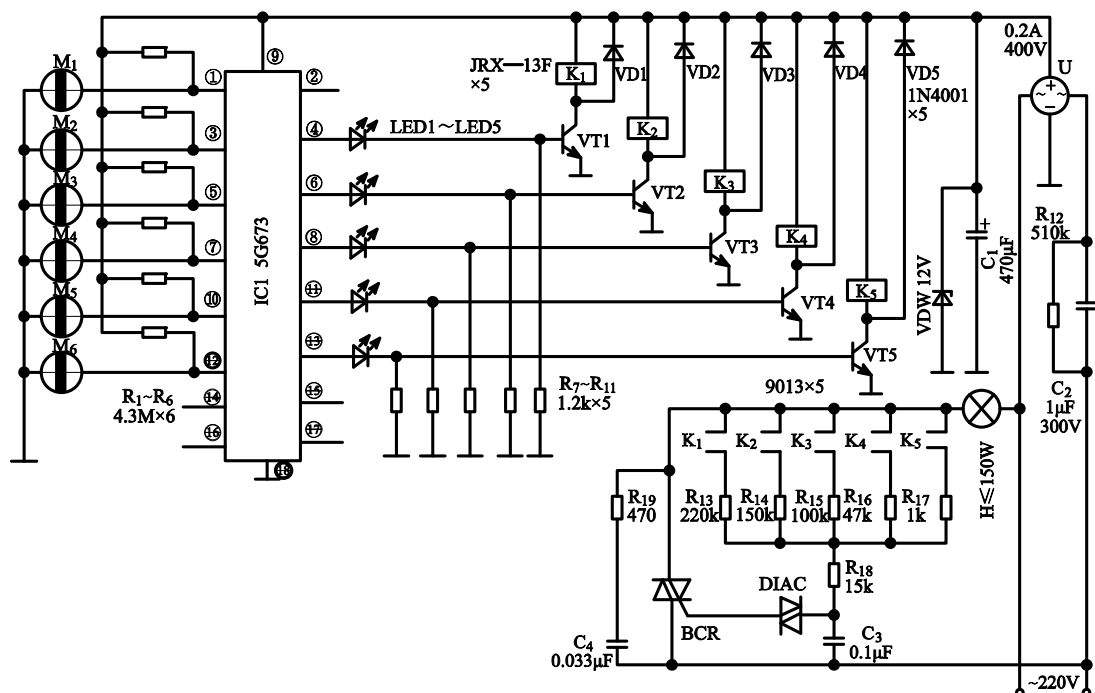 0.2A
400V
U
⑨
M₁
①
②
JRX—13F
×5
K₁
VD1
VD2
VD3
VD4
VD5
1N4001
×5
M₂
③
④
LED1～LED5
VT1
K₂
M₃
⑤
⑥
VT2
K₃
R₁₂
510k
M₄
⑦
⑧
IC1 5G673
VT3
K₄
C₁
470μF
+
VDW 12V
M₅
⑩
⑪
VT4
K₅
M₆
⑫
⑬
VT5
9013×5
R₁～R₆
4.3M×6
⑭
⑮
R₇～R₁₁
1.2k×5
C₂
1μF
300V
⑯
⑰
⑱
K₁
K₂
K₃
K₄
K₅
H≤150W
R₁₉
470
R₁₃
220k
R₁₄
150k
R₁₅
100k
R₁₆
47k
R₁₇
1k
R₁₈
15k
DIAC
BCR
C₄
0.033μF
C₃
0.1μF
~220V